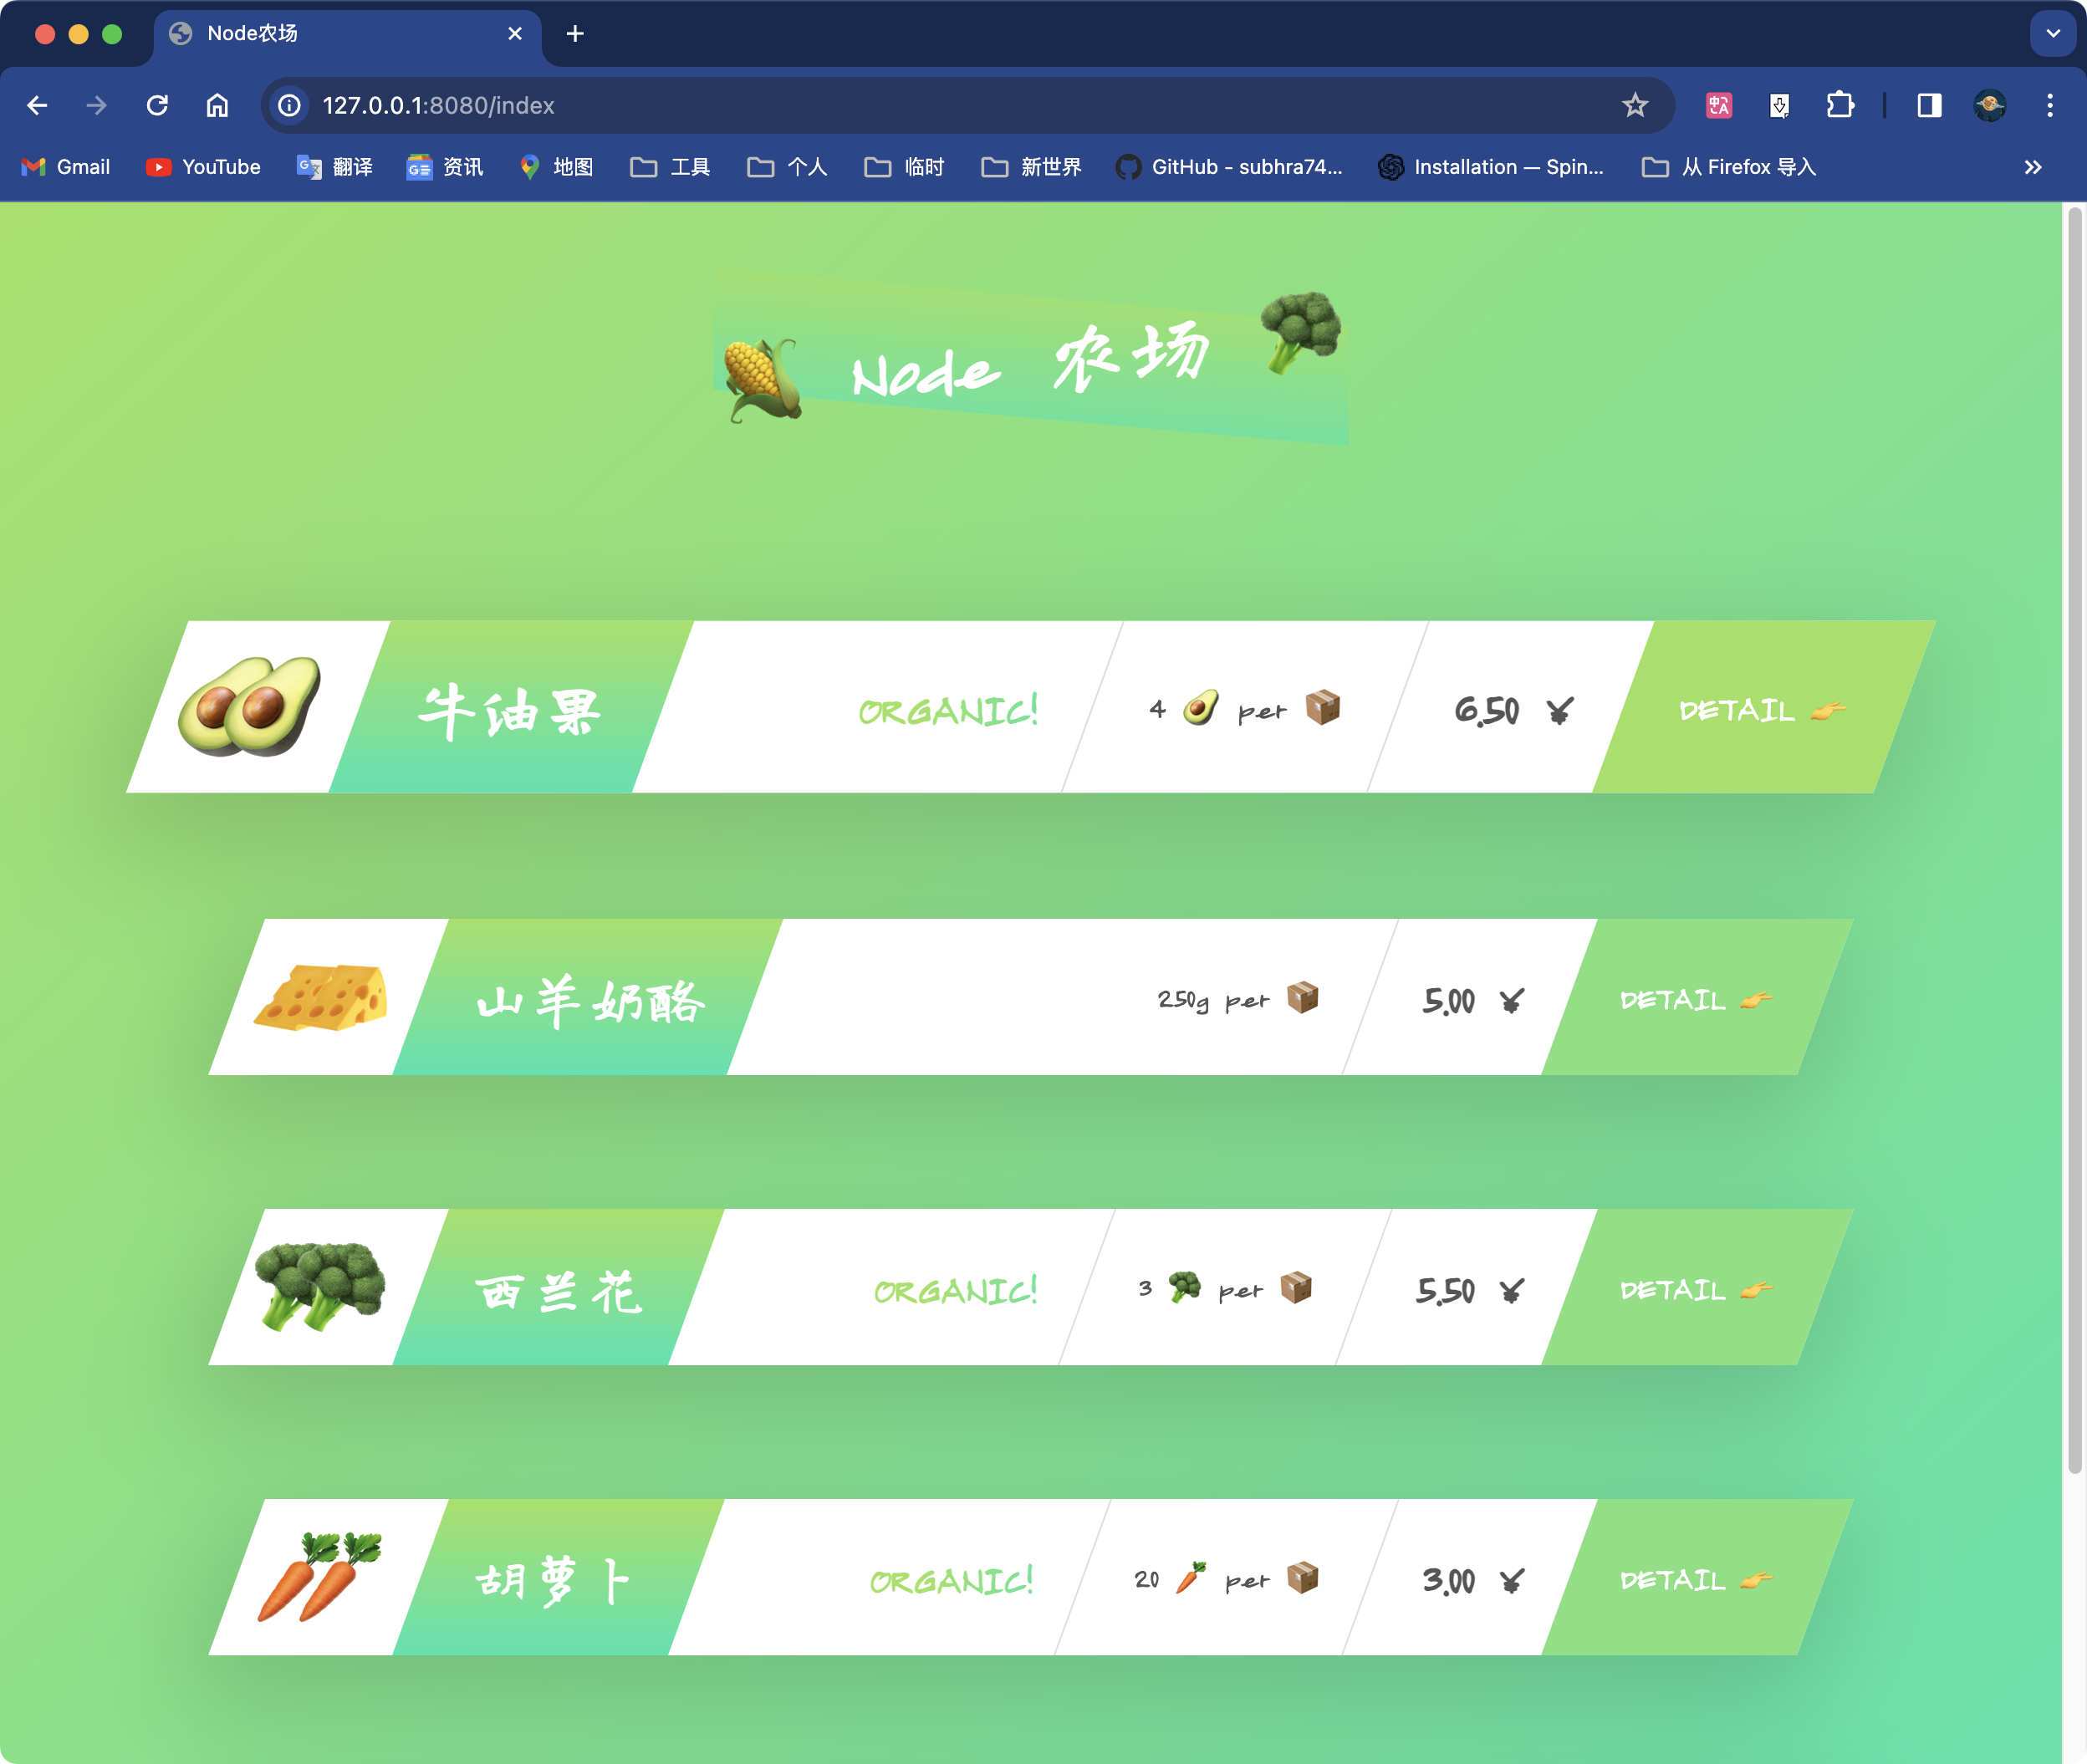 Node农场
127.0.0.1:8080/index
Gmail YouTube 翻译 资讯 地图 工具 个人 临时 新世界 GitHub - subhra74... Installation — Spin... 从 Firefox 导入
Node 农场
牛油果 ORGANIC! 4 🥑 per 📦 6.50 ¥ DETAIL 👉
山羊奶酪 250g per 📦 5.00 ¥ DETAIL 👉
西兰花 ORGANIC! 3 🥦 per 📦 5.50 ¥ DETAIL 👉
胡萝卜 ORGANIC! 20 🥕 per 📦 3.00 ¥ DETAIL 👉